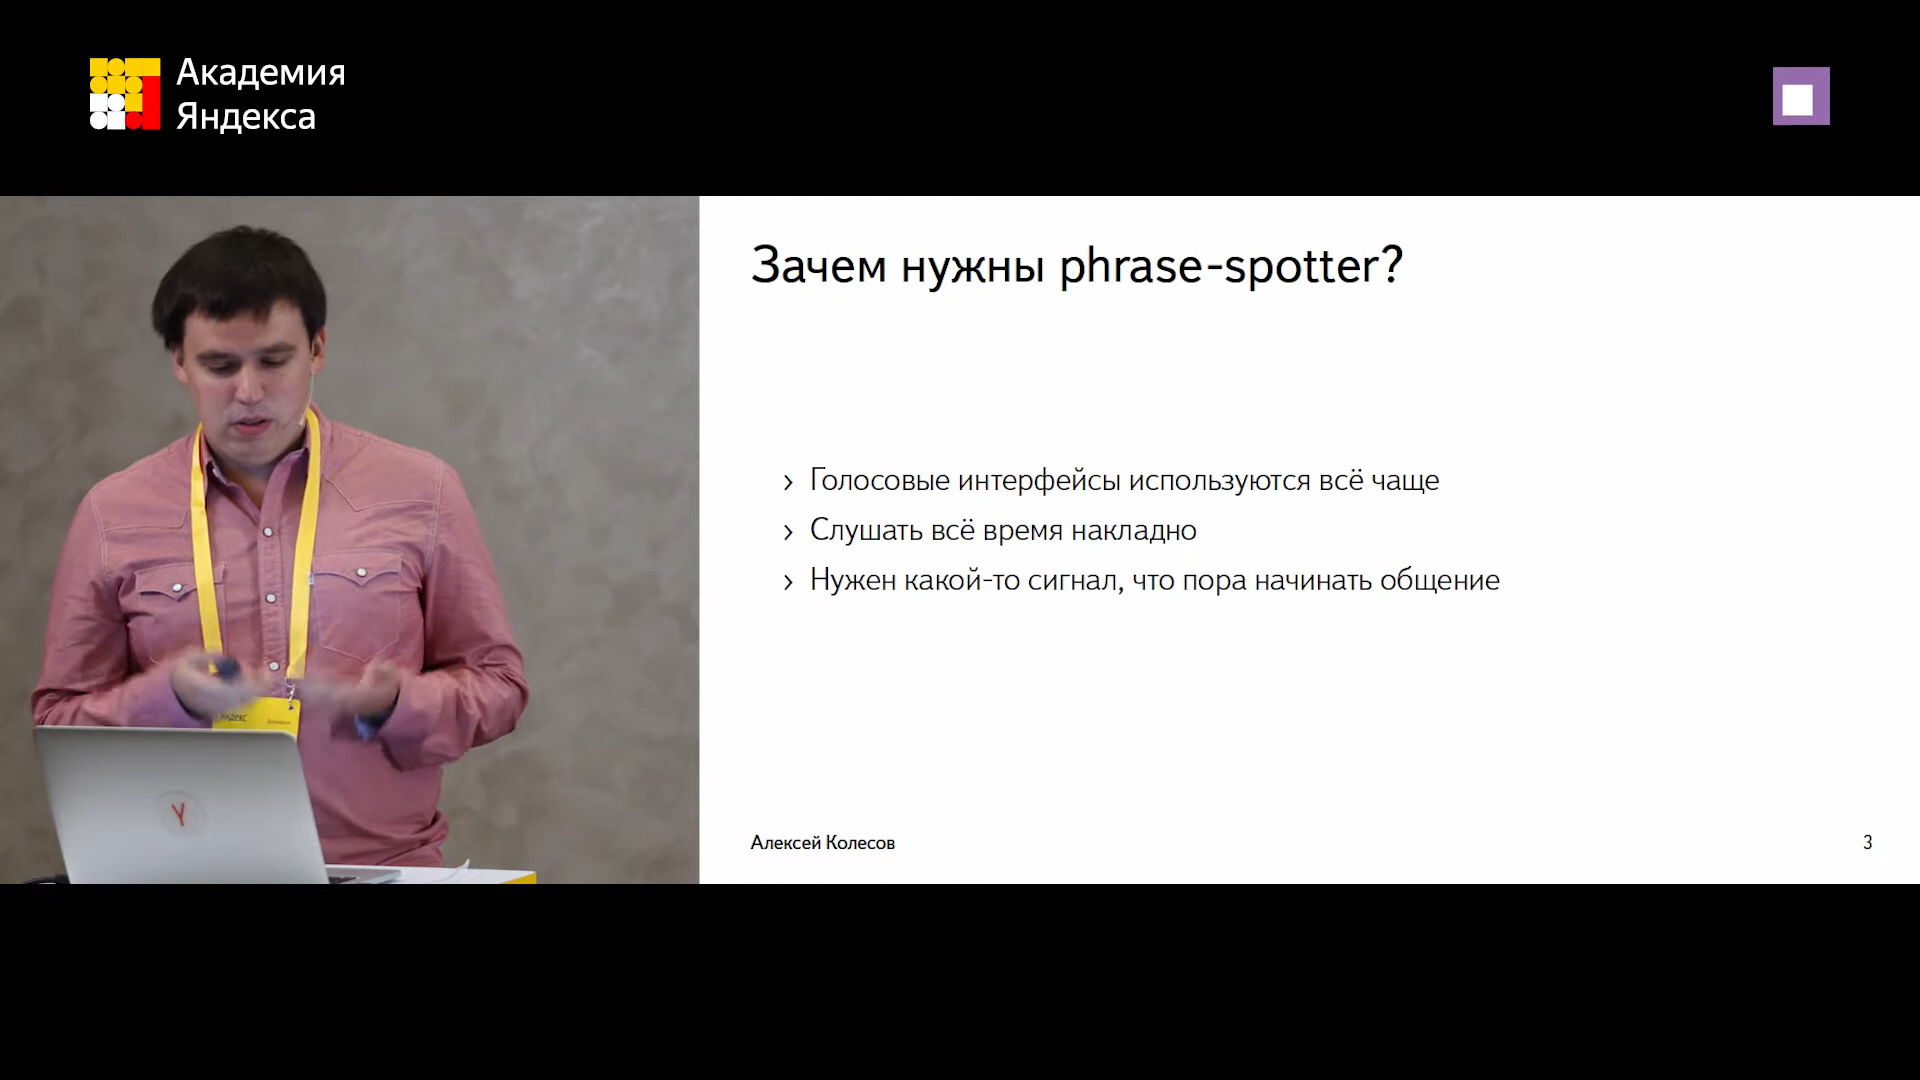 Академия
Яндекса
Зачем нужны phrase-spotter?
› Голосовые интерфейсы используются всё чаще
› Слушать всё время накладно
› Нужен какой-то сигнал, что пора начинать общение
Алексей Колесов
3
Y